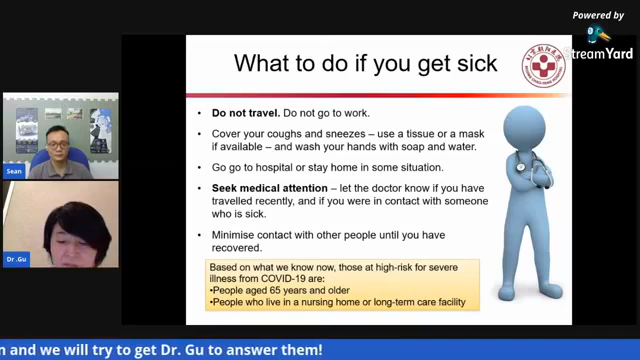 Powered by
StreamYard
What to do if you get sick
• Do not travel. Do not go to work.
• Cover your coughs and sneezes – use a tissue or a mask
if available – and wash your hands with soap and water.
• Go go to hospital or stay home in some situation.
• Seek medical attention – let the doctor know if you have
travelled recently, and if you were in contact with someone
who is sick.
• Minimise contact with other people until you have
recovered.
Based on what we know now, those at high-risk for severe
illness from COVID-19 are:
•People aged 65 years and older
•People who live in a nursing home or long-term care facility
Sean
Dr .Gu
n and we will try to get Dr. Gu to answer them!